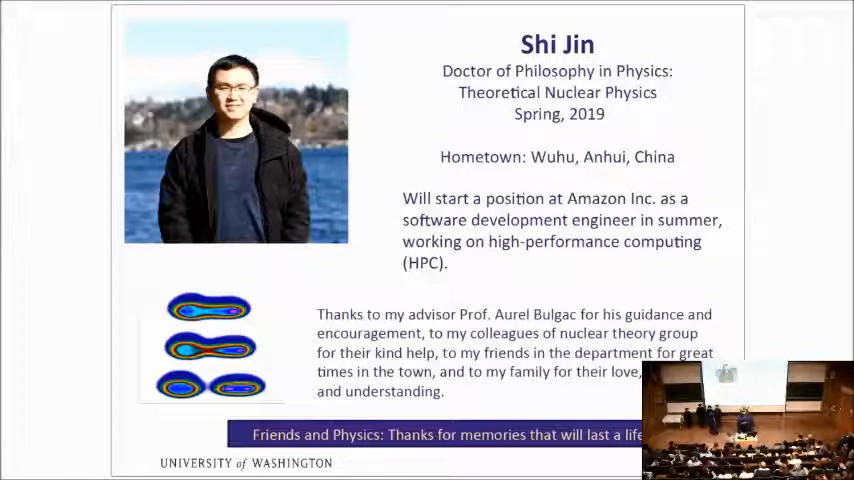 Shi Jin
Doctor of Philosophy in Physics:
Theoretical Nuclear Physics
Spring, 2019
Hometown: Wuhu, Anhui, China
Will start a position at Amazon Inc. as a
software development engineer in summer,
working on high-performance computing
(HPC).
Thanks to my advisor Prof. Aurel Bulgac for his guidance and
encouragement, to my colleagues of nuclear theory group
for their kind help, to my friends in the department for great
times in the town, and to my family for their love,
and understanding.
Friends and Physics: Thanks for memories that will last a life
UNIVERSITY of WASHINGTON